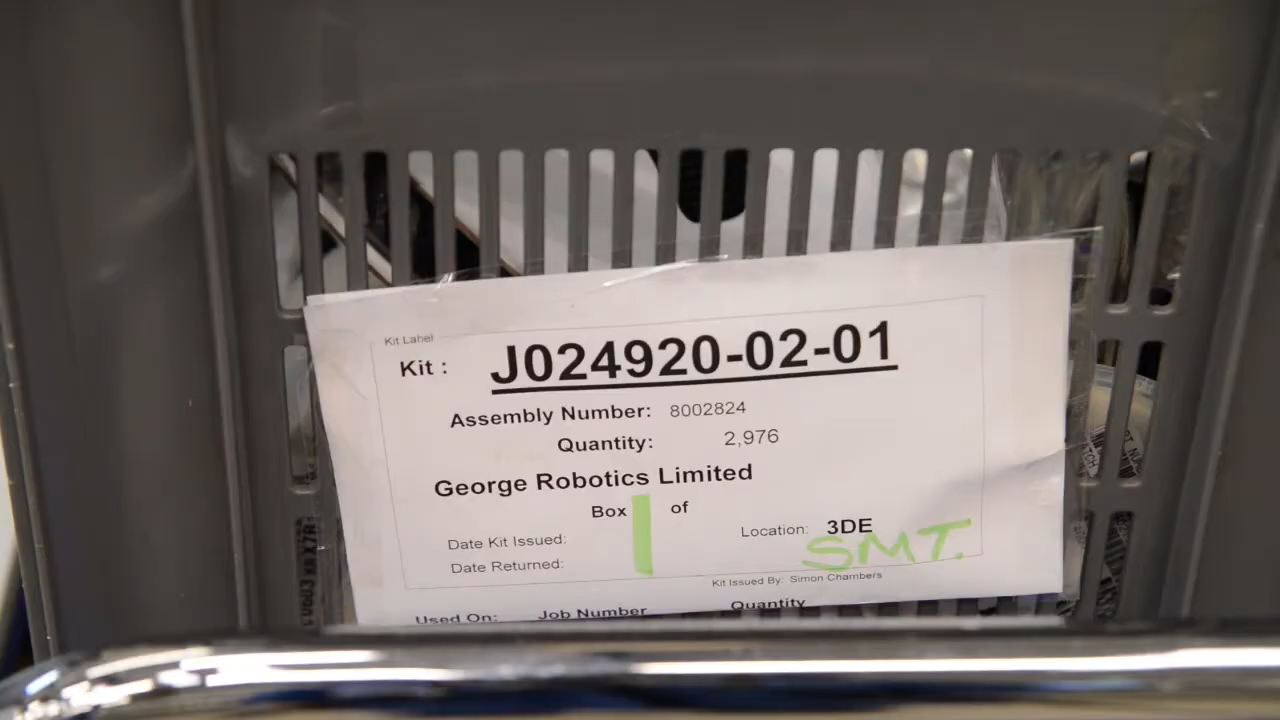 Kit Label
Kit : J024920-02-01
Assembly Number: 8002824
Quantity: 2,976
George Robotics Limited
Box of
Date Kit Issued:
Location: 3DE
SMT.
Date Returned:
Kit Issued By: Simon Chambers
Used On: Job Number Quantity